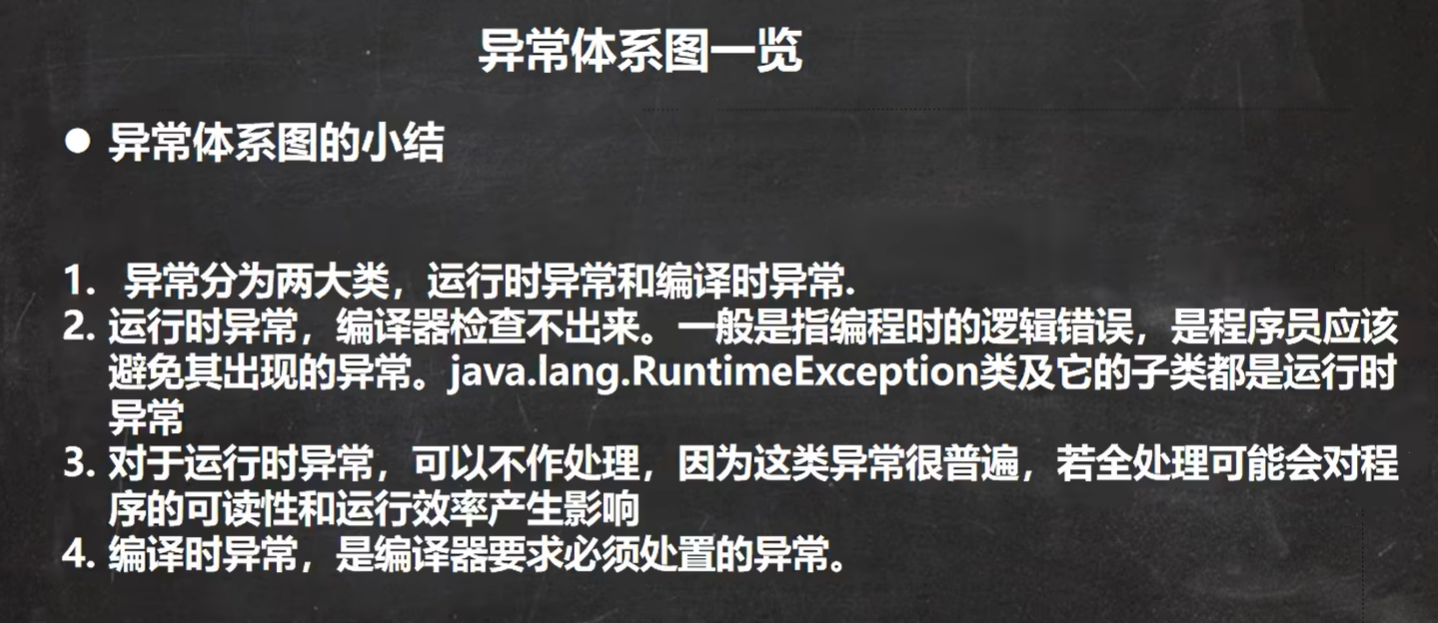 异常体系图一览
● 异常体系图的小结
1. 异常分为两大类，运行时异常和编译时异常.
2. 运行时异常，编译器检查不出来。一般是指编程时的逻辑错误，是程序员应该
避免其出现的异常。java.lang.RuntimeException类及它的子类都是运行时
异常
3. 对于运行时异常，可以不作处理，因为这类异常很普遍，若全处理可能会对程
序的可读性和运行效率产生影响
4. 编译时异常，是编译器要求必须处置的异常。